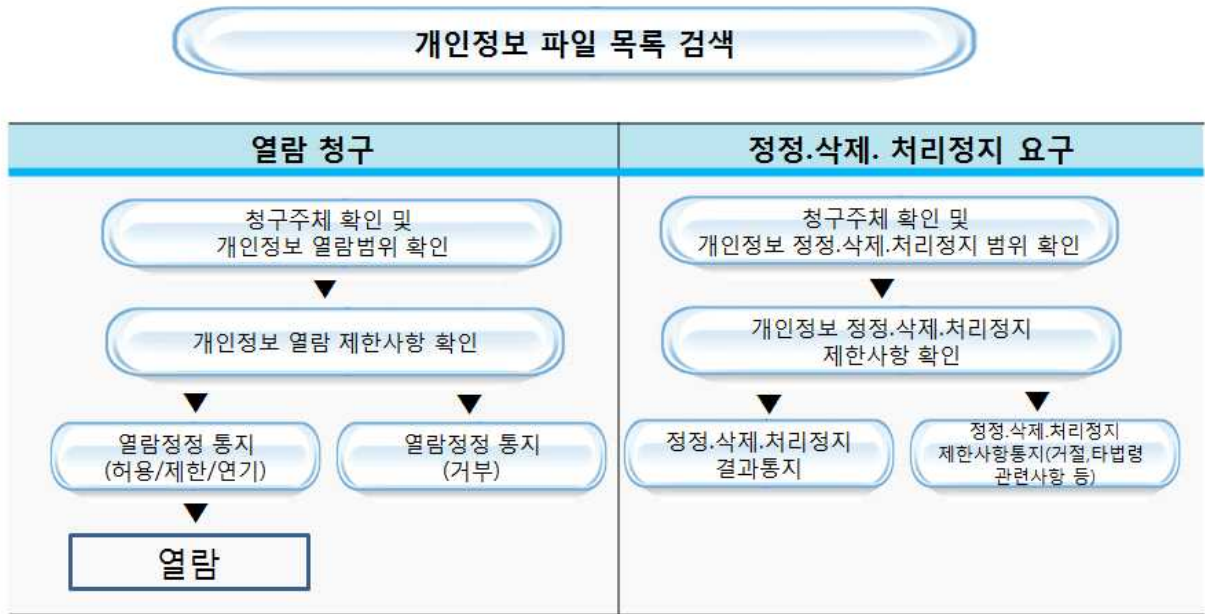 개인정보 파일 목록 검색
열람 청구
청구주체 확인 및
개인정보 열람범위 확인
▼
개인정보 열람 제한사항 확인
▼ ▼
열람정정 통지
(허용/제한/연기)
열람정정 통지
(거부)
▼
열람
정정.삭제. 처리정지 요구
청구주체 확인 및
개인정보 정정.삭제.처리정지 범위 확인
▼
개인정보 정정.삭제.처리정지
제한사항 확인
▼ ▼
정정.삭제.처리정지
결과통지
정정.삭제.처리정지
제한사항통지(거절,타법령
관련사항 등)